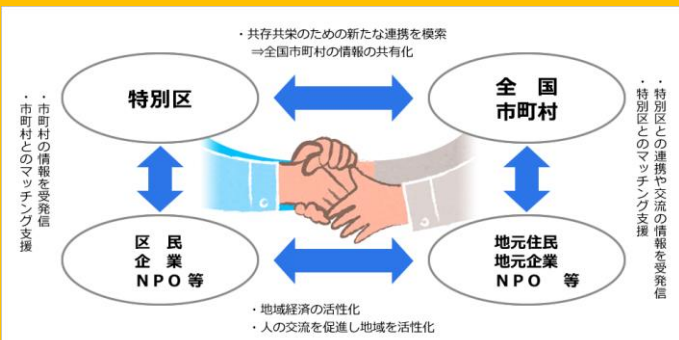 ・共存共栄のための新たな連携を模索
⇒全国市町村の情報の共有化
特別区
全　国
市町村
・市町村の情報を受発信
・市町村とのマッチング支援
・特別区との連携や交流の情報を受発信
・特別区とのマッチング支援
区　民
企　業
ＮＰＯ 等
地元住民
地元企業
ＮＰＯ　等
・地域経済の活性化
・人の交流を促進し地域を活性化